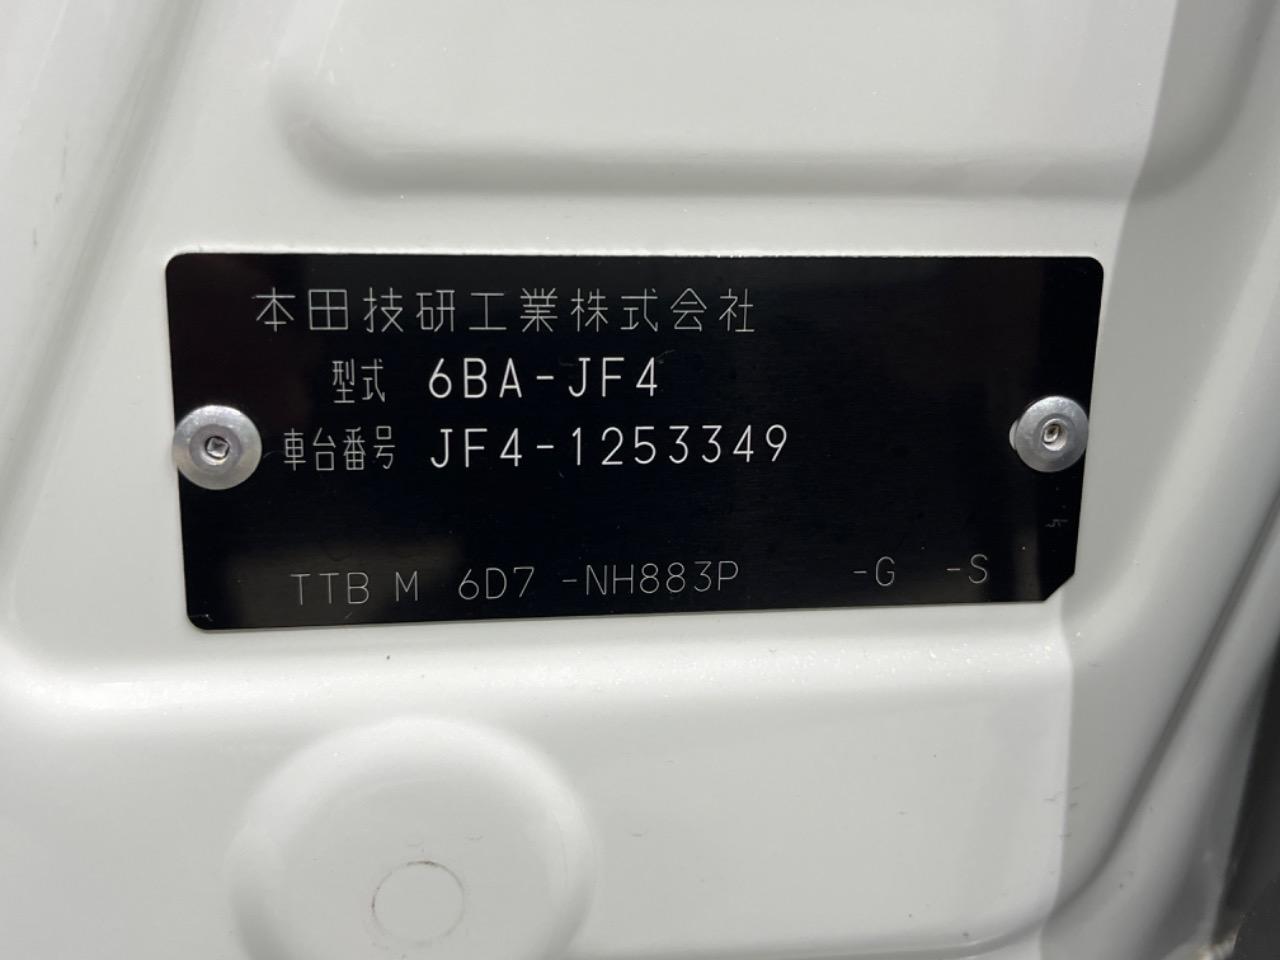 本田技研工業株式会社
型式 6BA-JF4
車台番号 JF4-1253349
TTB M 6D7 -NH883P -G -S